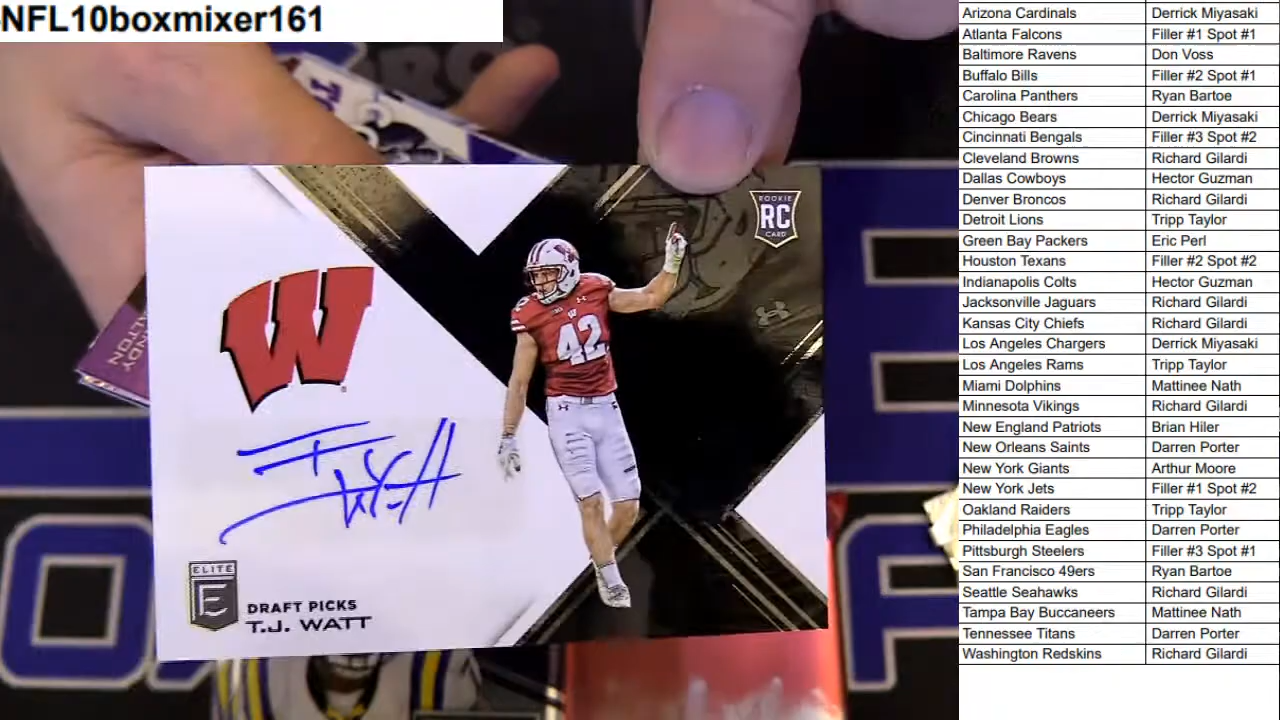 NFL10boxmixer161
ROOKIE
RC
CARD
W
42
T.J. Watt
ELITE
E
DRAFT PICKS
T.J. WATT
ANDY
DALTON
Arizona Cardinals Derrick Miyasaki
Atlanta Falcons Filler #1 Spot #1
Baltimore Ravens Don Voss
Buffalo Bills Filler #2 Spot #1
Carolina Panthers Ryan Bartoe
Chicago Bears Derrick Miyasaki
Cincinnati Bengals Filler #3 Spot #2
Cleveland Browns Richard Gilardi
Dallas Cowboys Hector Guzman
Denver Broncos Richard Gilardi
Detroit Lions Tripp Taylor
Green Bay Packers Eric Perl
Houston Texans Filler #2 Spot #2
Indianapolis Colts Hector Guzman
Jacksonville Jaguars Richard Gilardi
Kansas City Chiefs Richard Gilardi
Los Angeles Chargers Derrick Miyasaki
Los Angeles Rams Tripp Taylor
Miami Dolphins Mattinee Nath
Minnesota Vikings Richard Gilardi
New England Patriots Brian Hiler
New Orleans Saints Darren Porter
New York Giants Arthur Moore
New York Jets Filler #1 Spot #2
Oakland Raiders Tripp Taylor
Philadelphia Eagles Darren Porter
Pittsburgh Steelers Filler #3 Spot #1
San Francisco 49ers Ryan Bartoe
Seattle Seahawks Richard Gilardi
Tampa Bay Buccaneers Mattinee Nath
Tennessee Titans Darren Porter
Washington Redskins Richard Gilardi